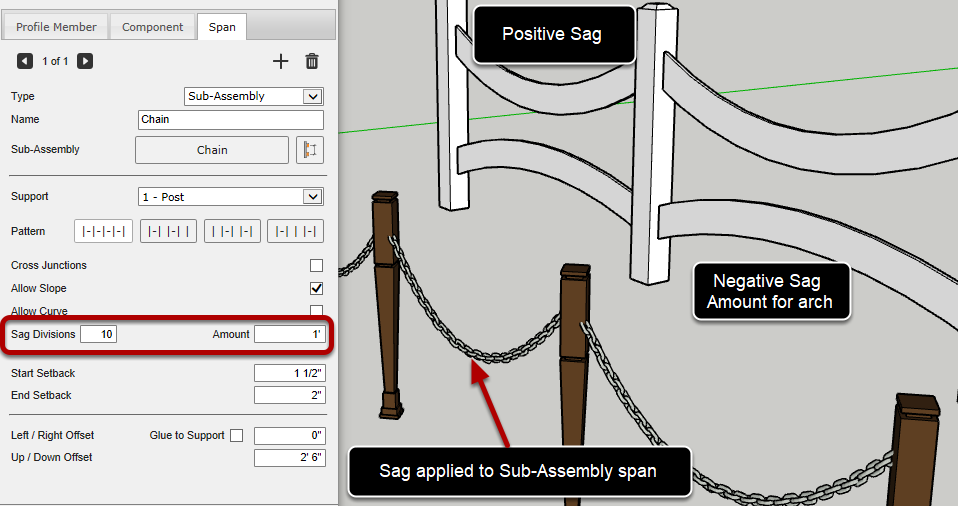 Profile Member Component Span
1 of 1
Type Sub-Assembly
Name Chain
Sub-Assembly Chain
Support 1 - Post
Pattern |-|-|-|-| |-| |-| | | |-| |-| |-| | |-|
Cross Junctions
Allow Slope
Allow Curve
Sag Divisions 10 Amount 1'
Start Setback 1 1/2"
End Setback 2"
Left / Right Offset Glue to Support 0"
Up / Down Offset 2' 6"
Positive Sag
Negative Sag
Amount for arch
Sag applied to Sub-Assembly span